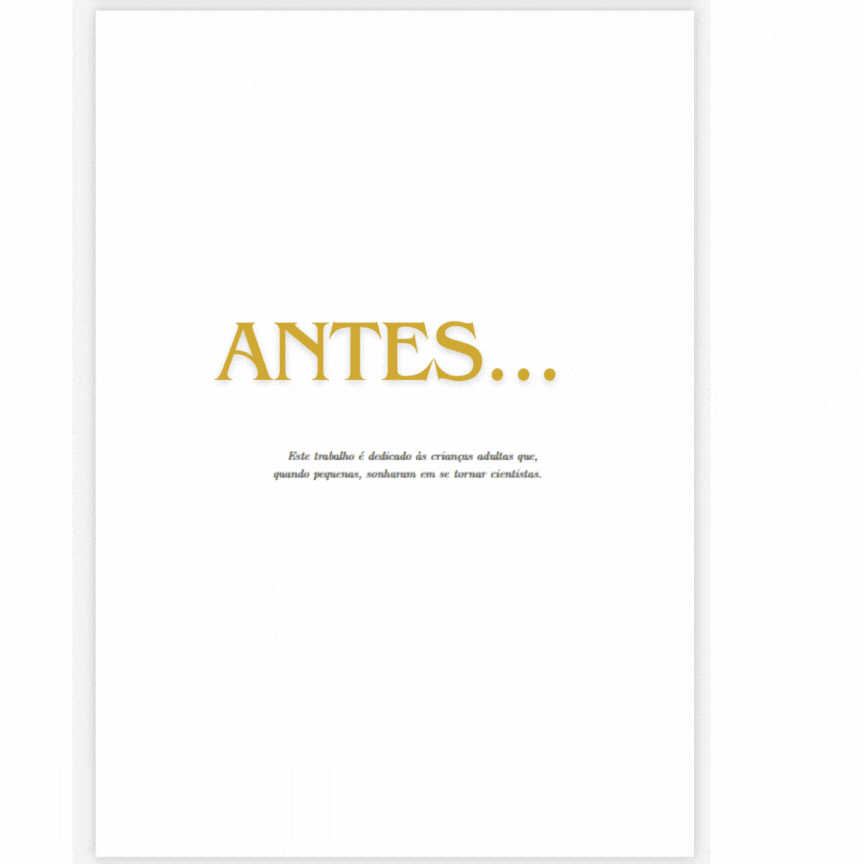 ANTES...
Este trabalho é dedicado às crianças adultas que,
quando pequenas, sonharam em se tornar cientistas.